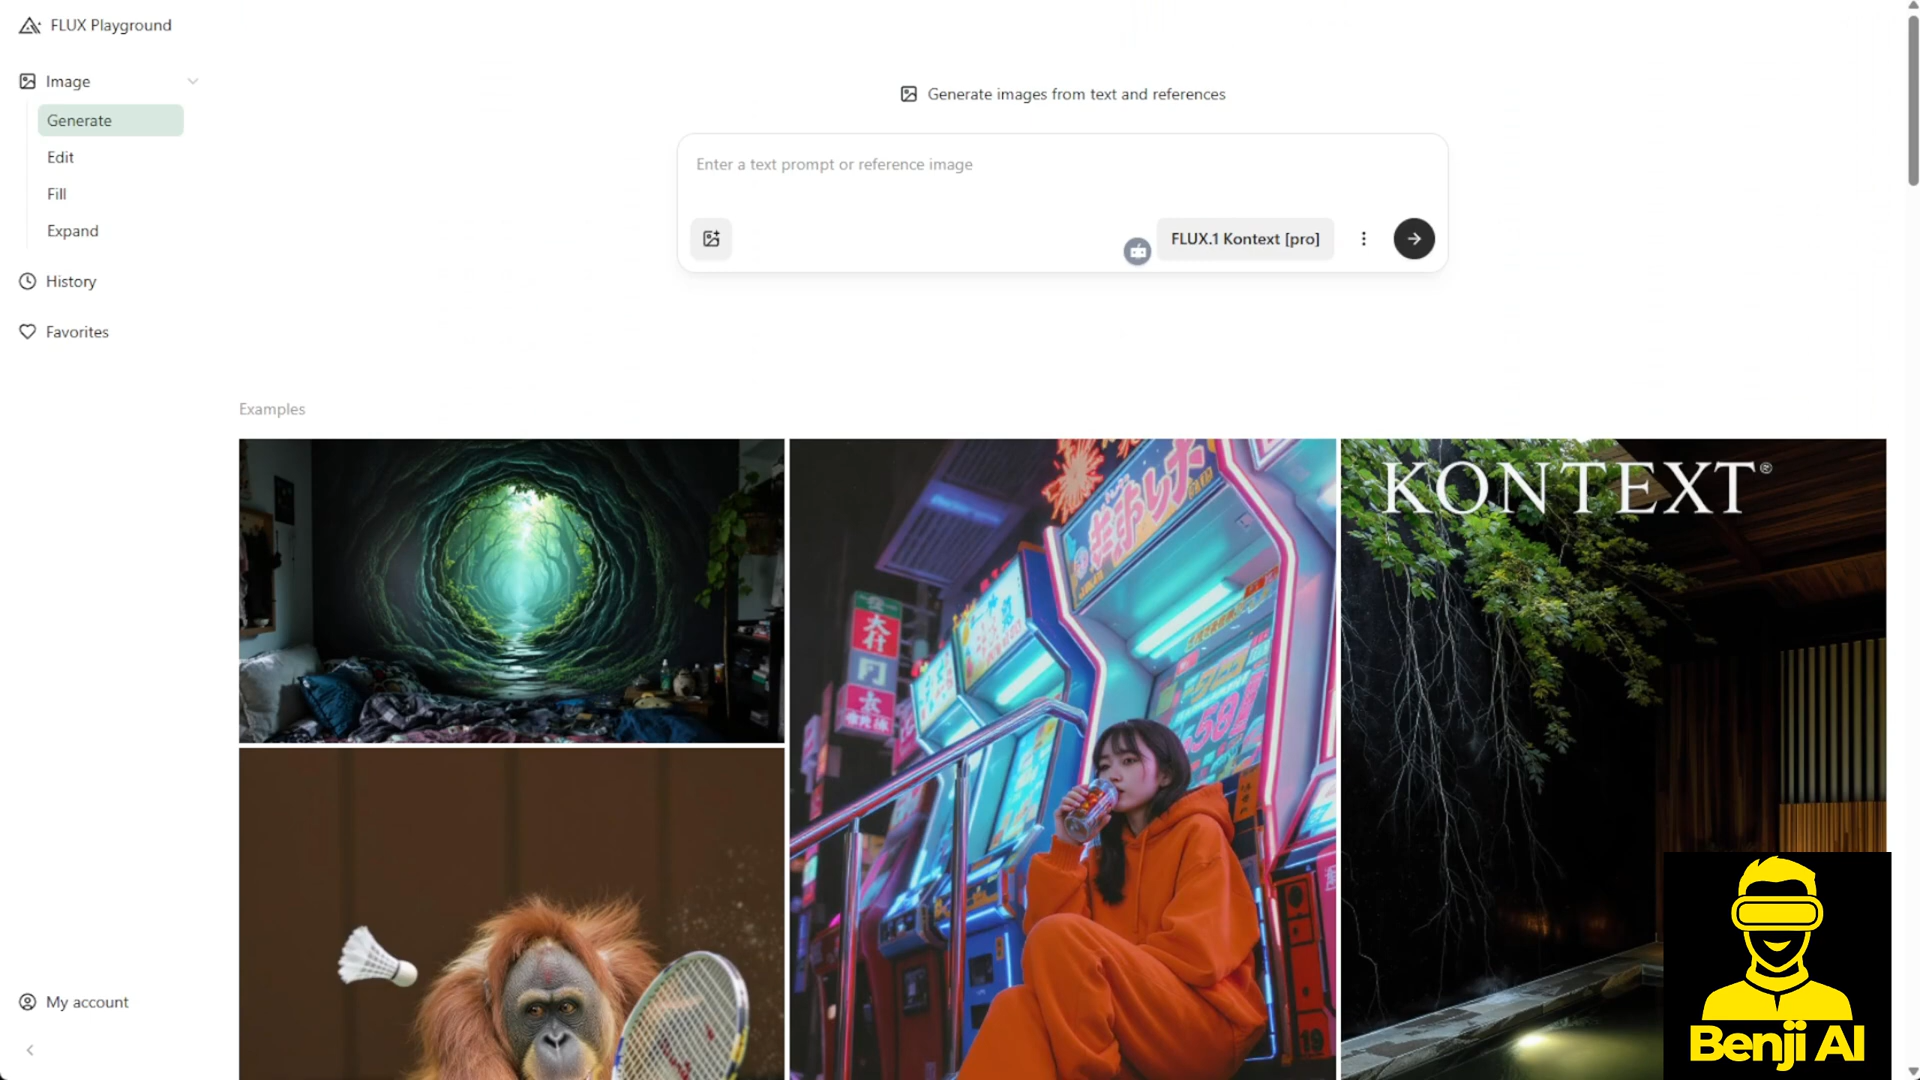 FLUX Playground
Image
Generate
Edit
Fill
Expand
History
Favorites
My account
Generate images from text and references
Enter a text prompt or reference image
FLUX.1 Kontext [pro]
Examples
KONTEXT®
大
Benji AI